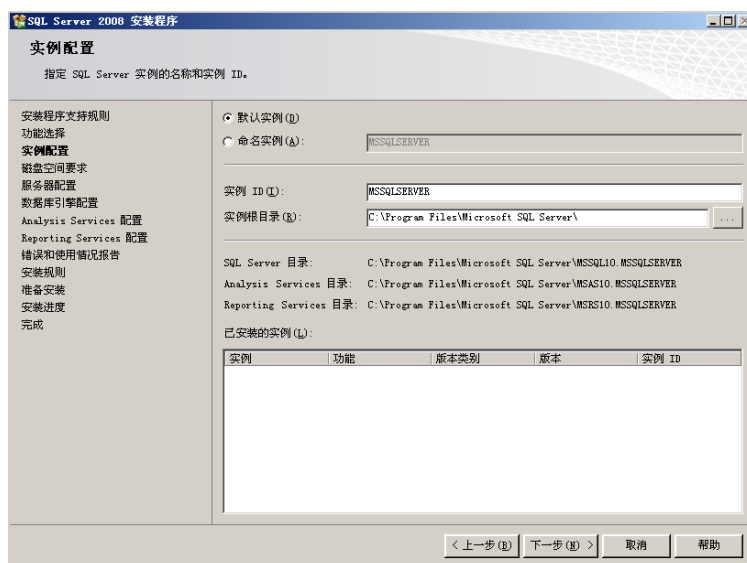 SQL Server 2008 安装程序
实例配置
指定 SQL Server 实例的名称和实例 ID。
安装程序支持规则
功能选择
实例配置
磁盘空间要求
服务器配置
数据库引擎配置
Analysis Services 配置
Reporting Services 配置
错误和使用情况报告
安装规则
准备安装
安装进度
完成
默认实例(D)
命名实例(A): MSSQLSERVER
实例 ID(I): MSSQLSERVER
实例根目录(R): C:\Program Files\Microsoft SQL Server\ ...
SQL Server 目录: C:\Program Files\Microsoft SQL Server\MSSQL10.MSSQLSERVER
Analysis Services 目录: C:\Program Files\Microsoft SQL Server\MSAS10.MSSQLSERVER
Reporting Services 目录: C:\Program Files\Microsoft SQL Server\MSRS10.MSSQLSERVER
已安装的实例(L):
实例 功能 版本类别 版本 实例 ID
< 上一步(B) 下一步(N) > 取消 帮助